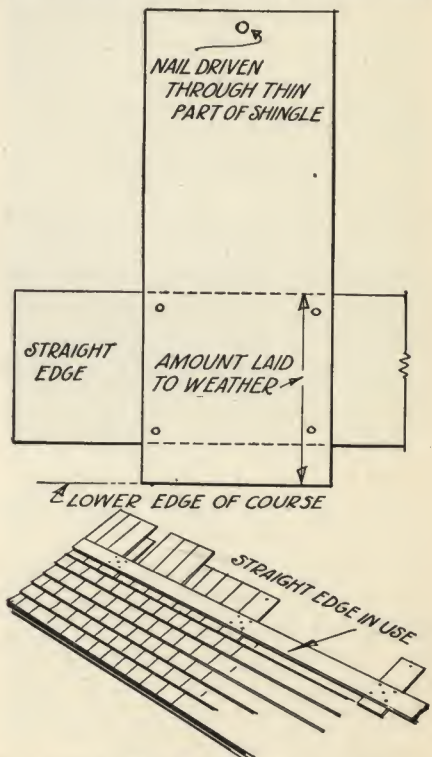 NAIL DRIVEN
THROUGH THIN
PART OF SHINGLE
STRAIGHT
EDGE
AMOUNT LAID
TO WEATHER
LOWER EDGE OF COURSE
STRAIGHT EDGE IN USE